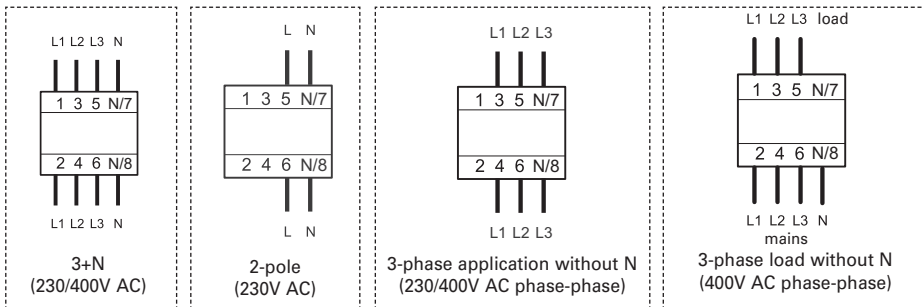 L1 L2 L3 N
1 3 5 N/7
2 4 6 N/8
L1 L2 L3 N
3+N
(230/400V AC)
L N
1 3 5 N/7
2 4 6 N/8
L N
2-pole
(230V AC)
L1 L2 L3
1 3 5 N/7
2 4 6 N/8
L1 L2 L3
3-phase application without N
(230/400V AC phase-phase)
L1 L2 L3 load
1 3 5 N/7
2 4 6 N/8
L1 L2 L3 N
mains
3-phase load without N
(400V AC phase-phase)